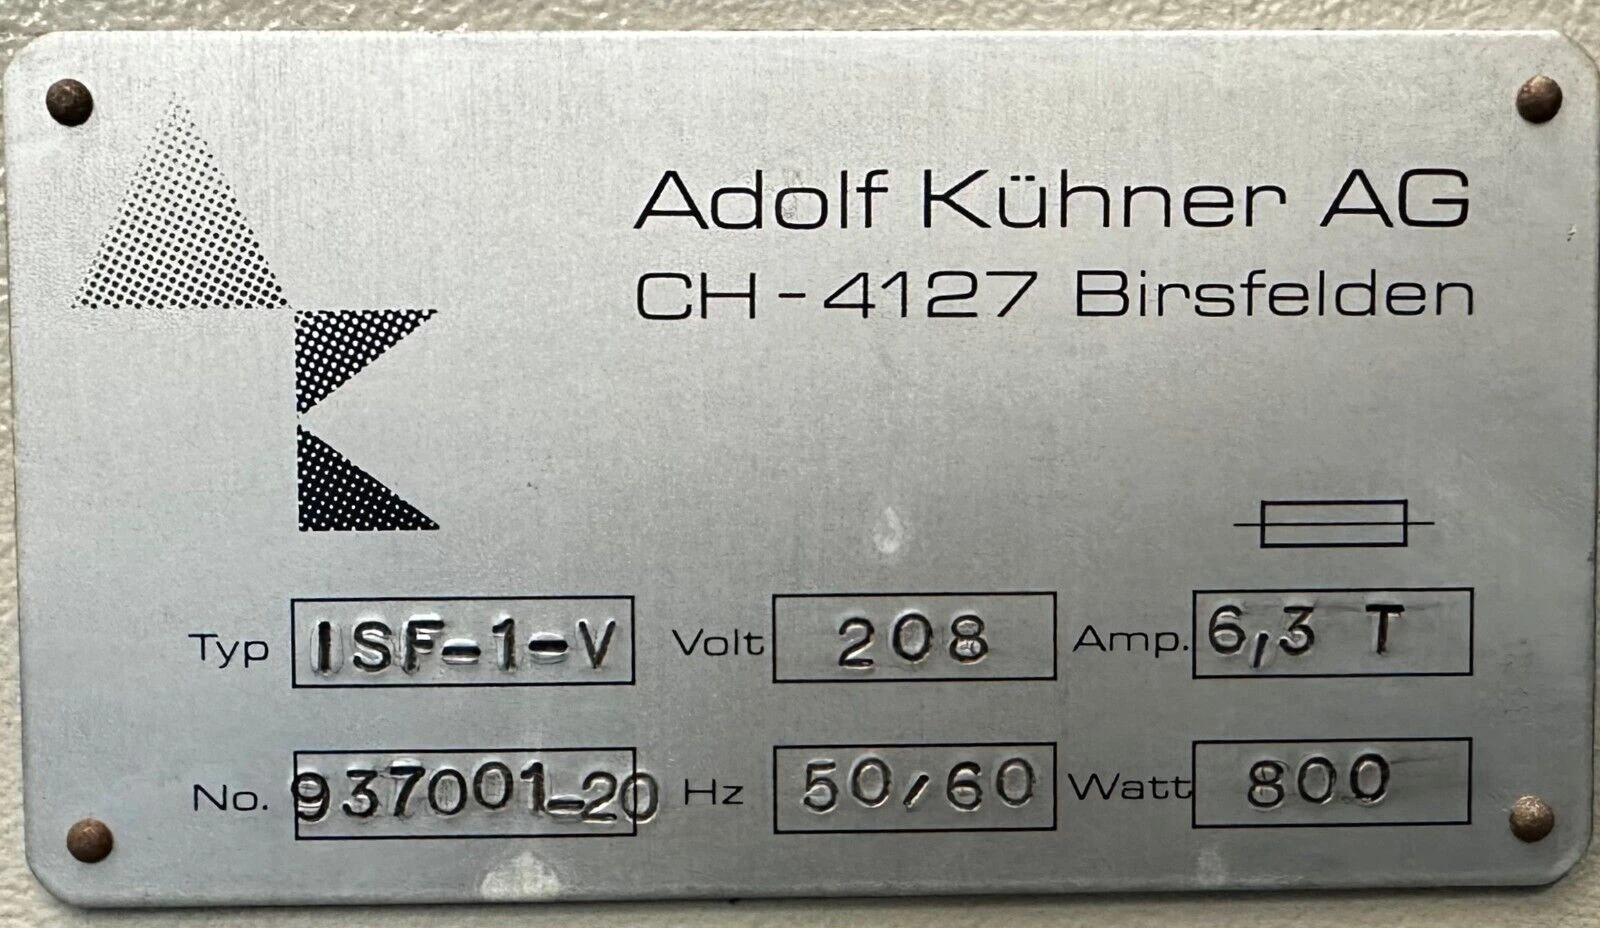 Adolf Kühner AG
CH-4127 Birsfelden
Typ ISF-1-V Volt 208 Amp. 6,3 T
No. 937001-20 Hz 50/60 Watt 800